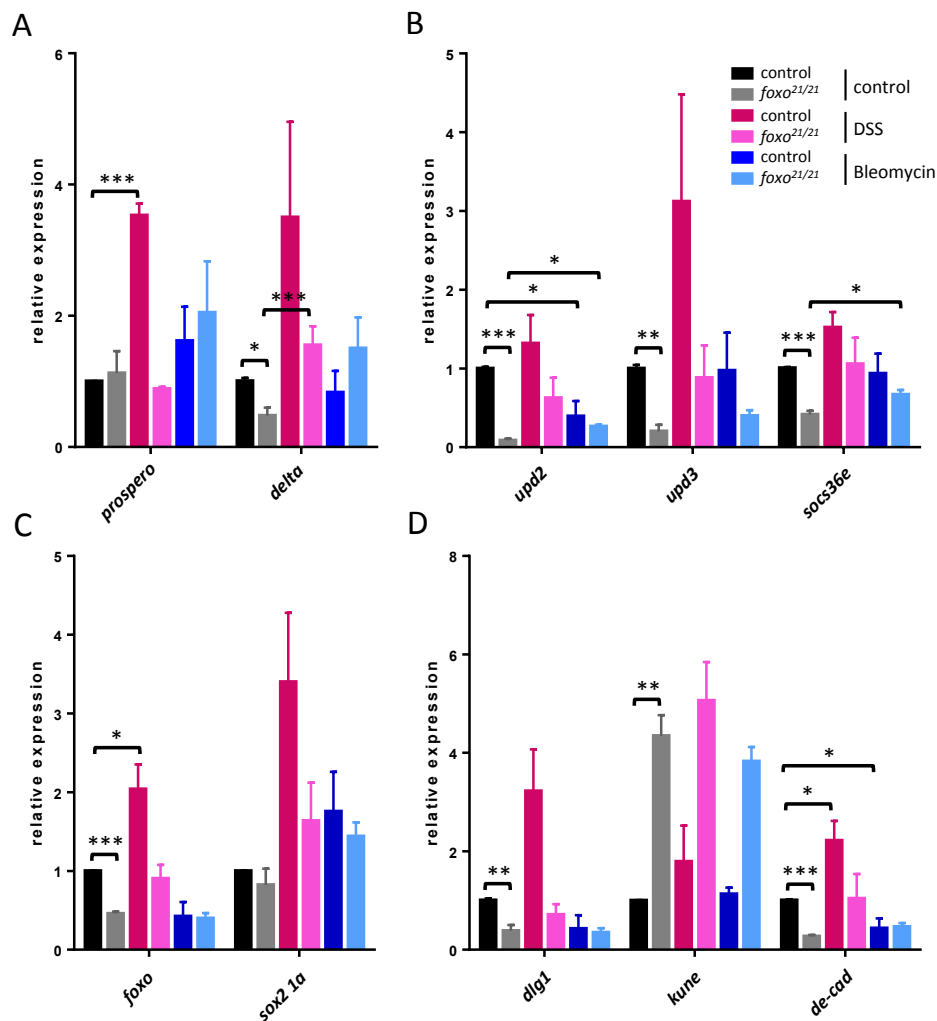 A
relative expression
6
4
2
0
***
*
***
prospero
delta
B
relative expression
5
4
3
2
1
0
control
foxo21/21
control
control
foxo21/21
DSS
control
foxo21/21
Bleomycin
*
*
***
**
*
***
upd2
upd3
socs36e
C
relative expression
5
4
3
2
1
0
*
***
foxo
sox2 1a
D
relative expression
8
6
4
2
0
**
**
*
*
***
dlg1
kune
de-cad